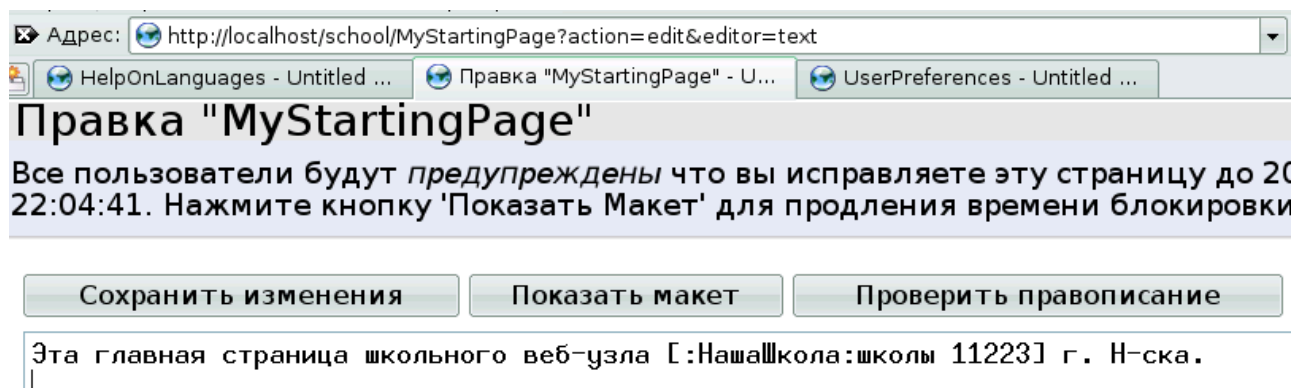 Адрес: http://localhost/school/MyStartingPage?action=edit&editor=text
HelpOnLanguages - Untitled ... Правка "MyStartingPage" - U... UserPreferences - Untitled ...
Правка "MyStartingPage"
Все пользователи будут предупреждены что вы исправляете эту страницу до 20
22:04:41. Нажмите кнопку 'Показать Макет' для продления времени блокировки
Сохранить изменения Показать макет Проверить правописание
Эта главная страница школьного веб-узла [:НашаШкола:школы 11223] г. Н-ска.